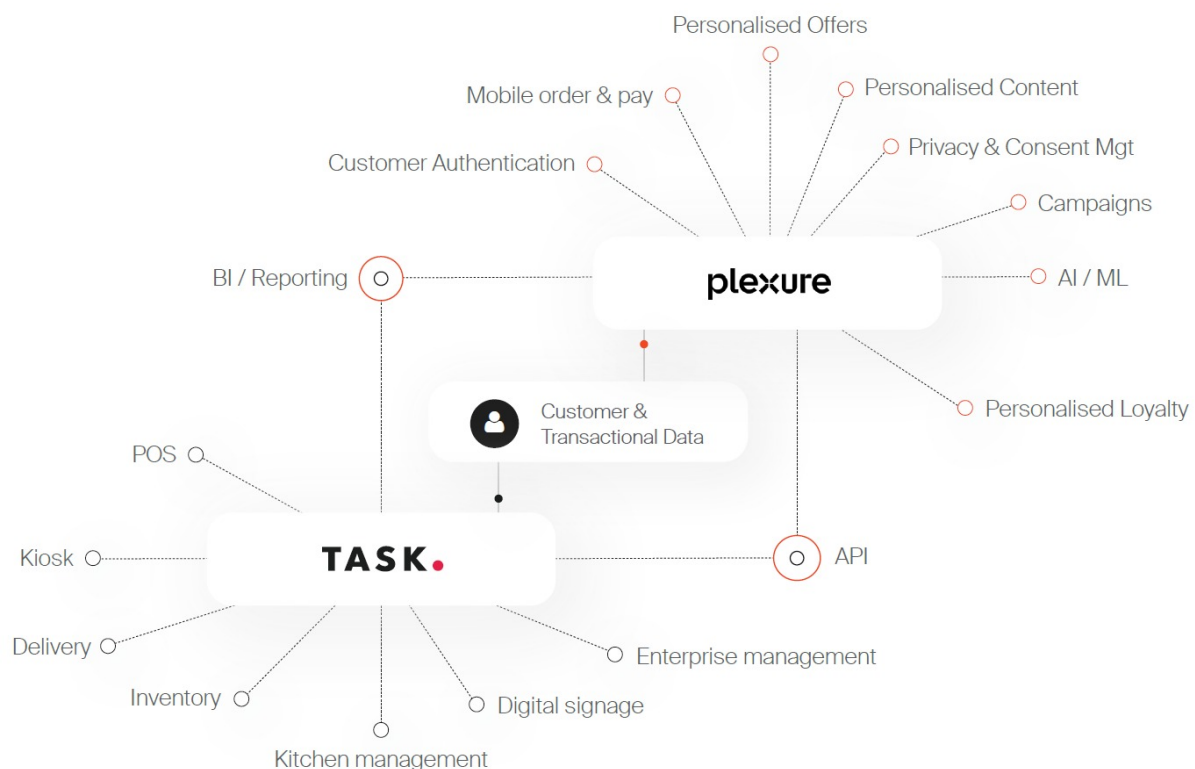 Personalised Offers
Mobile order & pay
Personalised Content
Customer Authentication
Privacy & Consent Mgt
Campaigns
BI / Reporting
plexure
AI / ML
Customer &
Transactional Data
Personalised Loyalty
POS
Kiosk
TASK.
API
Delivery
Enterprise management
Inventory
Digital signage
Kitchen management